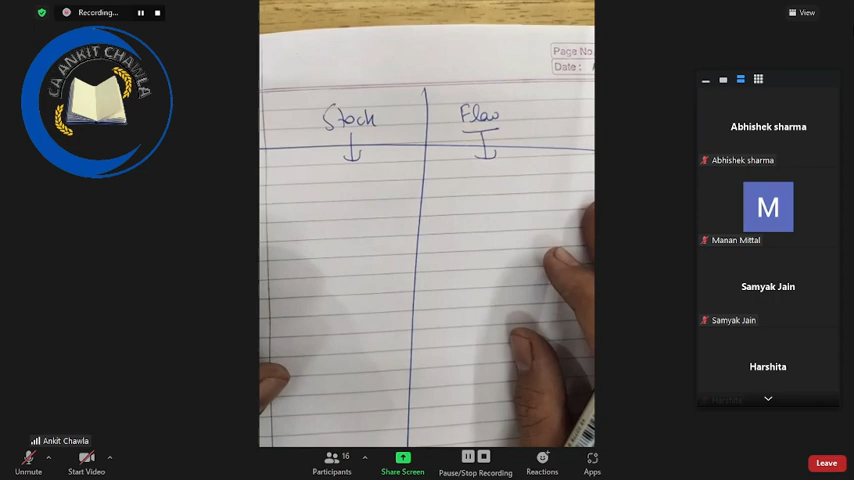 Recording...
View
CA ANKIT CHAWLA
Page No.
Date :
Stock
Flow
Abhishek sharma
Abhishek sharma
M
Manan Mittal
Samyak Jain
Samyak Jain
Harshita
Harshita
Ankit Chawla
Unmute
Start Video
16
Participants
Share Screen
Pause/Stop Recording
Reactions
Apps
Leave